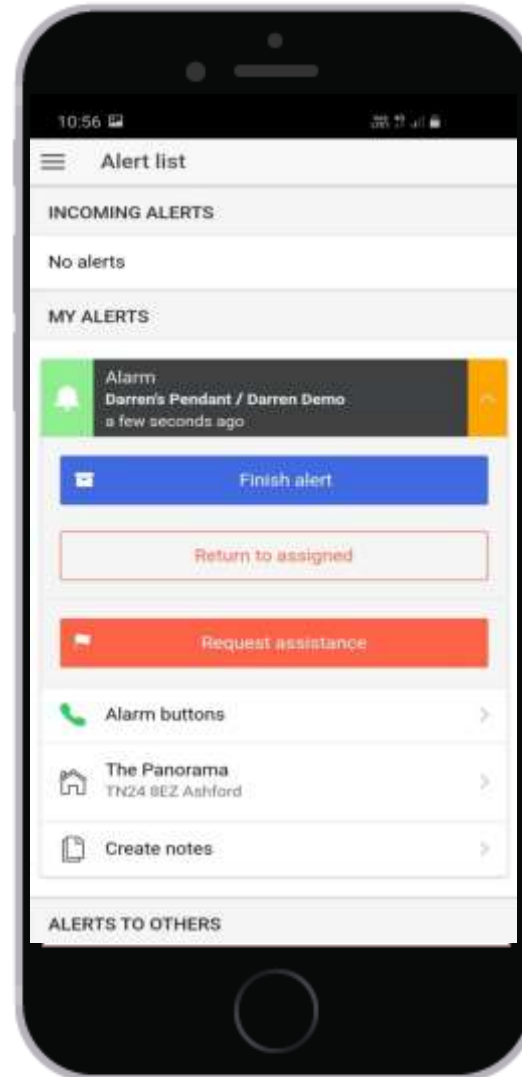 10:56
Alert list
INCOMING ALERTS
No alerts
MY ALERTS
Alarm
Darren's Pendant / Darren Demo
a few seconds ago
Finish alert
Return to assigned
Request assistance
Alarm buttons
The Panorama
TN24 8EZ Ashford
Create notes
ALERTS TO OTHERS